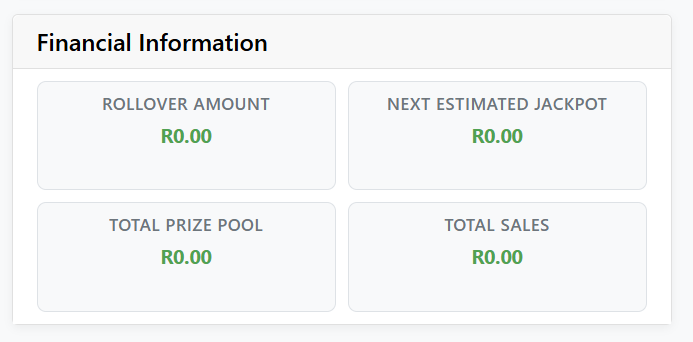 Financial Information
ROLLOVER AMOUNT
R0.00
NEXT ESTIMATED JACKPOT
R0.00
TOTAL PRIZE POOL
R0.00
TOTAL SALES
R0.00